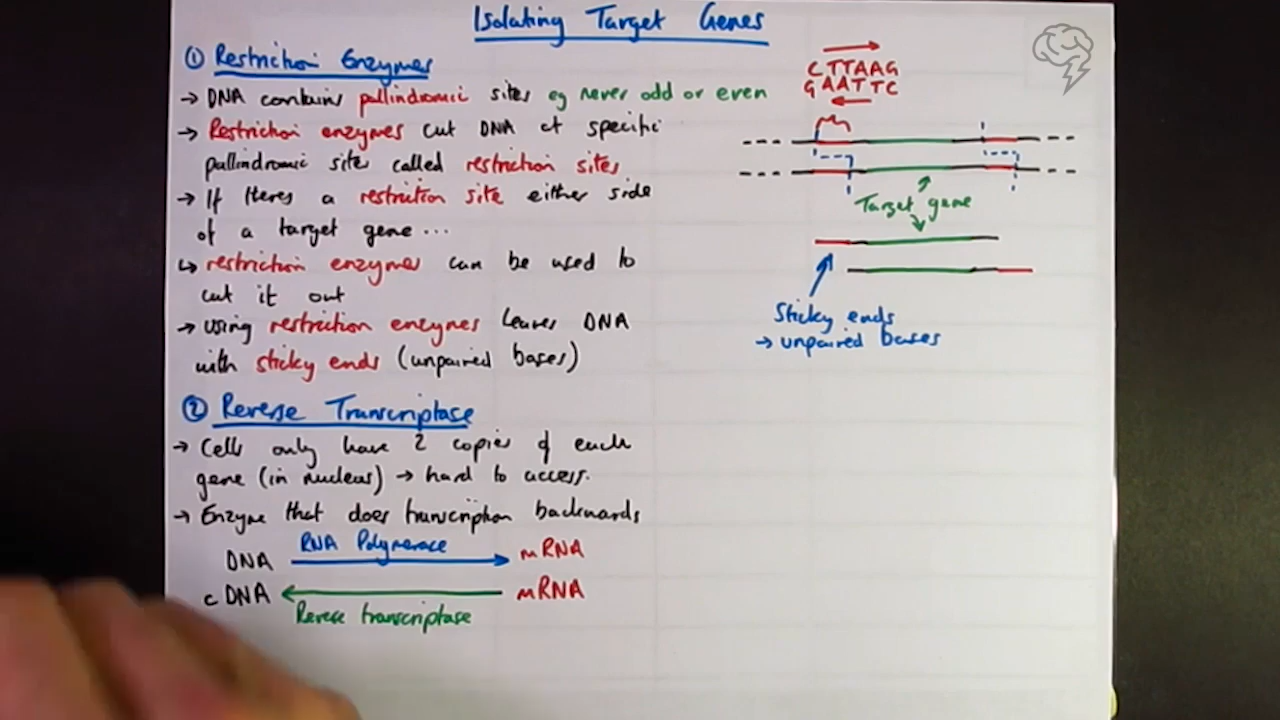 Isolating Target Genes
① Restriction Enzymes
→ DNA contains pallindromic sites eg never odd or even
→ Restriction enzymes cut DNA at specific
pallindromic site called restriction sites
→ If theres a restriction site either side
of a target gene...
↳ restriction enzymes can be used to
cut it out
→ Using restriction enzymes leaves DNA
with sticky ends (unpaired bases)
② Reverse Transcriptase
→ Cells only have 2 copies of each
gene (in nucleus) → hard to access.
→ Enzyme that does transcription backwards
DNA RNA Polymerace mRNA
cDNA Reverse transcriptase mRNA
CTTAAG
GAATTC
Target gene
Sticky ends
→ unpaired bases